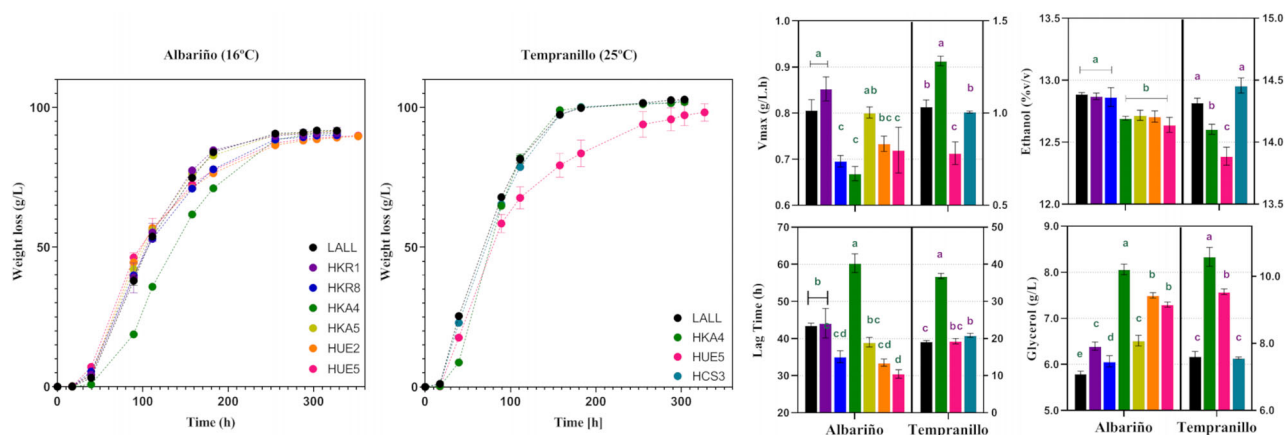 Albariño (16ºC)
Weight loss (g/L)
100
50
0
0
100
200
300
Time (h)
LALL
HKR1
HKR8
HKA4
HKA5
HUE2
HUE5
Tempranillo (25ºC)
Weight loss (g/L)
100
50
0
0
100
200
300
Time [h]
LALL
HKA4
HUE5
HCS3
Vmax (g/L.h)
1.0
0.9
0.8
0.7
0.6
1.5
1.0
0.5
a
c
c
ab
bc
c
b
a
c
b
Ethanol (%v/v)
13.5
13.0
12.5
12.0
15.0
14.5
14.0
13.5
a
b
a
b
c
a
Lag Time (h)
70
60
50
40
30
20
50
40
30
20
10
0
b
cd
a
bc
cd
d
c
a
bc
b
Albariño
Tempranillo
Glycerol (g/L)
9.0
8.0
7.0
6.0
5.0
10.0
8.0
6.0
e
c
d
a
c
b
b
c
a
b
c
Albariño
Tempranillo